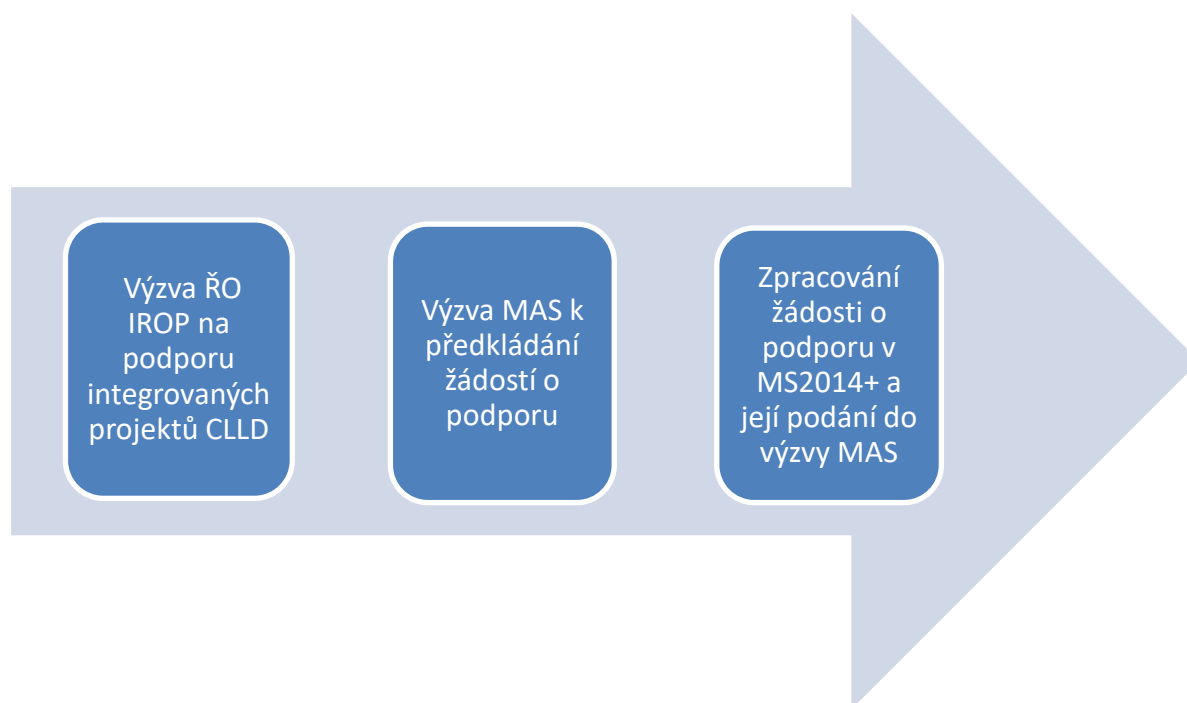 Výzva ŘO
IROP na
podporu
integrovaných
projektů CLLD
Výzva MAS k
předkládání
žádostí o
podporu
Zpracování
žádosti o
podporu v
MS2014+ a
její podání do
výzvy MAS